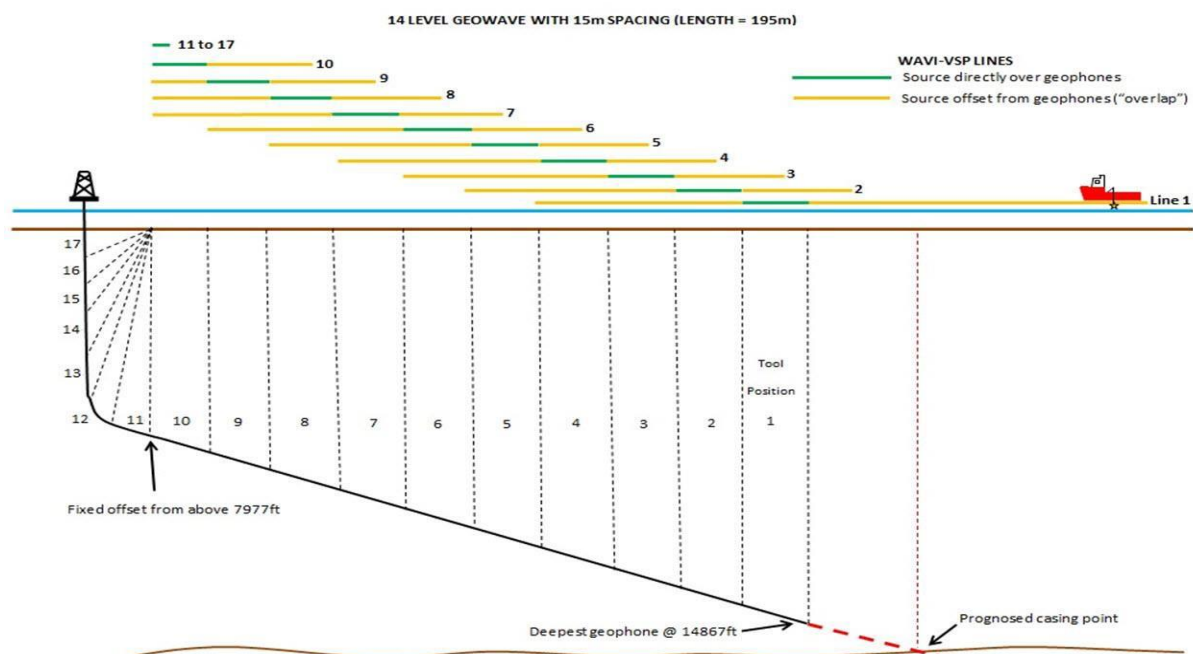 14 LEVEL GEOWAVE WITH 15m SPACING (LENGTH = 195m)
11 to 17
10
9
8
7
6
5
4
3
2
Line 1
WAVI-VSP LINES
Source directly over geophones
Source offset from geophones ("overlap")
17
16
15
14
13
12
11
10
9
8
7
6
5
4
3
2
Tool
Position
1
Fixed offset from above 7977ft
Deepest geophone @ 14867ft
Prognosed casing point